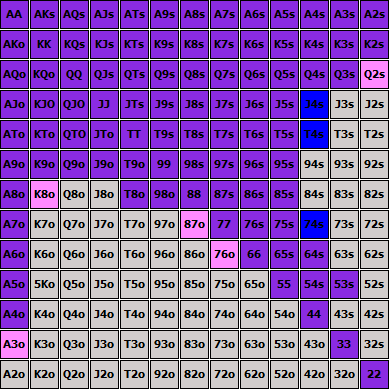 AA AKs AQs AJs ATs A9s A8s A7s A6s A5s A4s A3s A2s
AKo KK KQs KJs KTs K9s K8s K7s K6s K5s K4s K3s K2s
AQo KQo QQ QJs QTs Q9s Q8s Q7s Q6s Q5s Q4s Q3s Q2s
AJo KJO QJO JJ JTs J9s J8s J7s J6s J5s J4s J3s J2s
ATo KTo QTO JTo TT T9s T8s T7s T6s T5s T4s T3s T2s
A9o K9o Q9o J9o T9o 99 98s 97s 96s 95s 94s 93s 92s
A8o K8o Q8o J8o T8o 98o 88 87s 86s 85s 84s 83s 82s
A7o K7o Q7o J7o T7o 97o 87o 77 76s 75s 74s 73s 72s
A6o K6o Q6o J6o T6o 96o 86o 76o 66 65s 64s 63s 62s
A5o 5Ko Q5o J5o T5o 95o 85o 75o 65o 55 54s 53s 52s
A4o K4o Q4o J4o T4o 94o 84o 74o 64o 54o 44 43s 42s
A3o K3o Q3o J3o T3o 93o 83o 73o 63o 53o 43o 33 32s
A2o K2o Q2o J2o T2o 92o 82o 72o 62o 52o 42o 32o 22